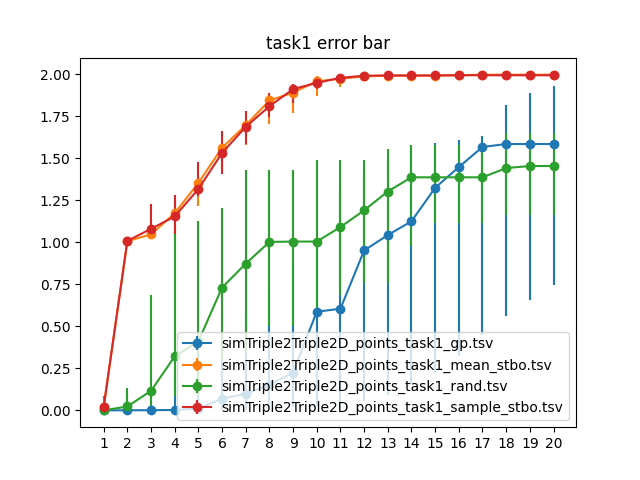 task1 error bar
2.00
1.75
1.50
1.25
1.00
0.75
0.50
0.25
0.00
simTriple2Triple2D_points_task1_gp.tsv
simTriple2Triple2D_points_task1_mean_stbo.tsv
simTriple2Triple2D_points_task1_rand.tsv
simTriple2Triple2D_points_task1_sample_stbo.tsv
1 2 3 4 5 6 7 8 9 10 11 12 13 14 15 16 17 18 19 20